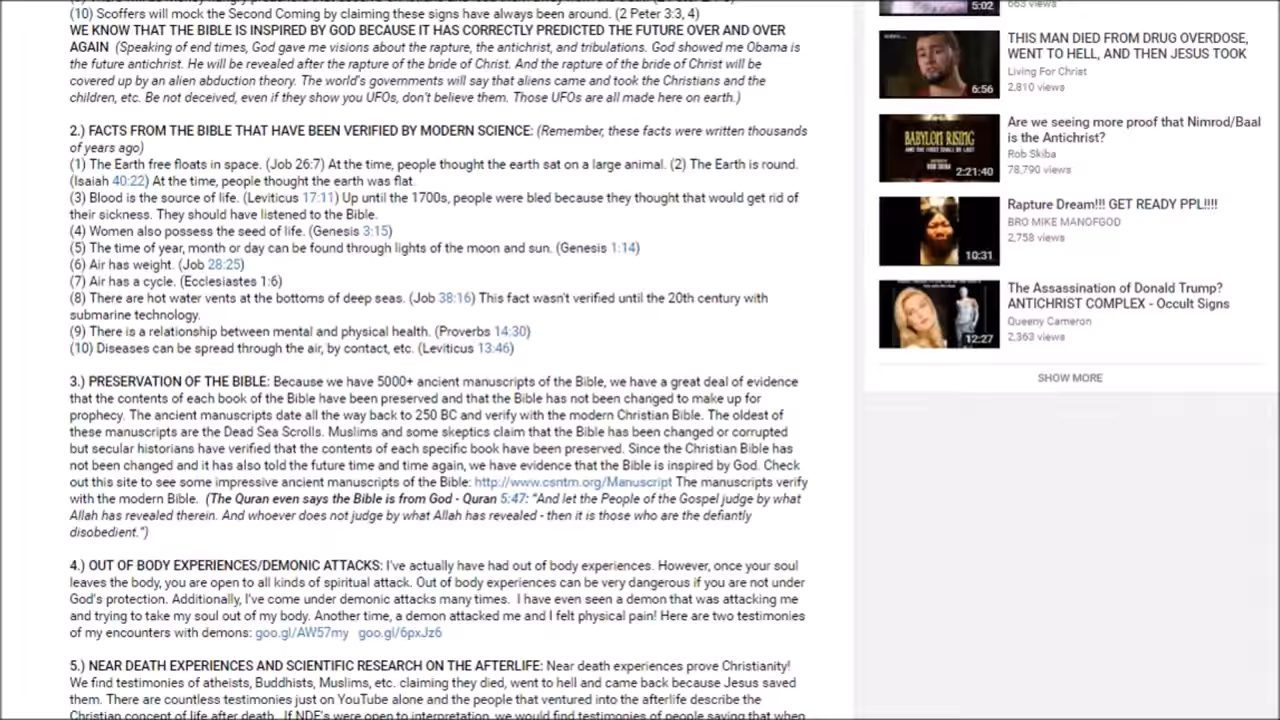 (10) Scoffers will mock the Second Coming by claiming these signs have always been around. (2 Peter 3:3, 4)
WE KNOW THAT THE BIBLE IS INSPIRED BY GOD BECAUSE IT HAS CORRECTLY PREDICTED THE FUTURE OVER AND OVER
AGAIN (Speaking of end times, God gave me visions about the rapture, the antichrist, and tribulations. God showed me Obama is
the future antichrist. He will be revealed after the rapture of the bride of Christ. And the rapture of the bride of Christ will be
covered up by an alien abduction theory. The world's governments will say that aliens came and took the Christians and the
children, etc. Be not deceived, even if they show you UFOs, don't believe them. Those UFOs are all made here on earth.)
2.) FACTS FROM THE BIBLE THAT HAVE BEEN VERIFIED BY MODERN SCIENCE: (Remember, these facts were written thousands
of years ago)
(1) The Earth free floats in space. (Job 26:7) At the time, people thought the earth sat on a large animal. (2) The Earth is round.
(Isaiah 40:22) At the time, people thought the earth was flat.
(3) Blood is the source of life. (Leviticus 17:11) Up until the 1700s, people were bled because they thought that would get rid of
their sickness. They should have listened to the Bible.
(4) Women also possess the seed of life. (Genesis 3:15)
(5) The time of year, month or day can be found through lights of the moon and sun. (Genesis 1:14)
(6) Air has weight. (Job 28:25)
(7) Air has a cycle. (Ecclesiastes 1:6)
(8) There are hot water vents at the bottoms of deep seas. (Job 38:16) This fact wasn't verified until the 20th century with
submarine technology.
(9) There is a relationship between mental and physical health. (Proverbs 14:30)
(10) Diseases can be spread through the air, by contact, etc. (Leviticus 13:46)
3.) PRESERVATION OF THE BIBLE: Because we have 5000+ ancient manuscripts of the Bible, we have a great deal of evidence
that the contents of each book of the Bible have been preserved and that the Bible has not been changed to make up for
prophecy. The ancient manuscripts date all the way back to 250 BC and verify with the modern Christian Bible. The oldest of
these manuscripts are the Dead Sea Scrolls. Muslims and some skeptics claim that the Bible has been changed or corrupted
but secular historians have verified that the contents of each specific book have been preserved. Since the Christian Bible has
not been changed and it has also told the future time and time again, we have evidence that the Bible is inspired by God. Check
out this site to see some impressive ancient manuscripts of the Bible: http://www.csntm.org/Manuscript The manuscripts verify
with the modern Bible. (The Quran even says the Bible is from God - Quran 5:47: "And let the People of the Gospel judge by what
Allah has revealed therein. And whoever does not judge by what Allah has revealed - then it is those who are the defiantly
disobedient.")
4.) OUT OF BODY EXPERIENCES/DEMONIC ATTACKS: I've actually have had out of body experiences. However, once your soul
leaves the body, you are open to all kinds of spiritual attack. Out of body experiences can be very dangerous if you are not under
God's protection. Additionally, I've come under demonic attacks many times. I have even seen a demon that was attacking me
and trying to take my soul out of my body. Another time, a demon attacked me and I felt physical pain! Here are two testimonies
of my encounters with demons: goo.gl/AW57my goo.gl/6pxJz6
5.) NEAR DEATH EXPERIENCES AND SCIENTIFIC RESEARCH ON THE AFTERLIFE: Near death experiences prove Christianity!
We find testimonies of atheists, Buddhists, Muslims, etc. claiming they died, went to hell and came back because Jesus saved
them. There are countless testimonies just on YouTube alone and the people that ventured into the afterlife describe the
Christian concept of life after death. If NDE's were open to interpretation, we would find testimonies of people saying that when
5:02
663 views
THIS MAN DIED FROM DRUG OVERDOSE,
WENT TO HELL, AND THEN JESUS TOOK
Living For Christ
2,810 views
6:56
Are we seeing more proof that Nimrod/Baal
is the Antichrist?
Rob Skiba
78,790 views
BABYLON RISING
2:21:40
Rapture Dream!!! GET READY PPL!!!!
BRO MIKE MANOFGOD
2,758 views
10:31
The Assassination of Donald Trump?
ANTICHRIST COMPLEX - Occult Signs
Queeny Cameron
2,363 views
12:27
SHOW MORE